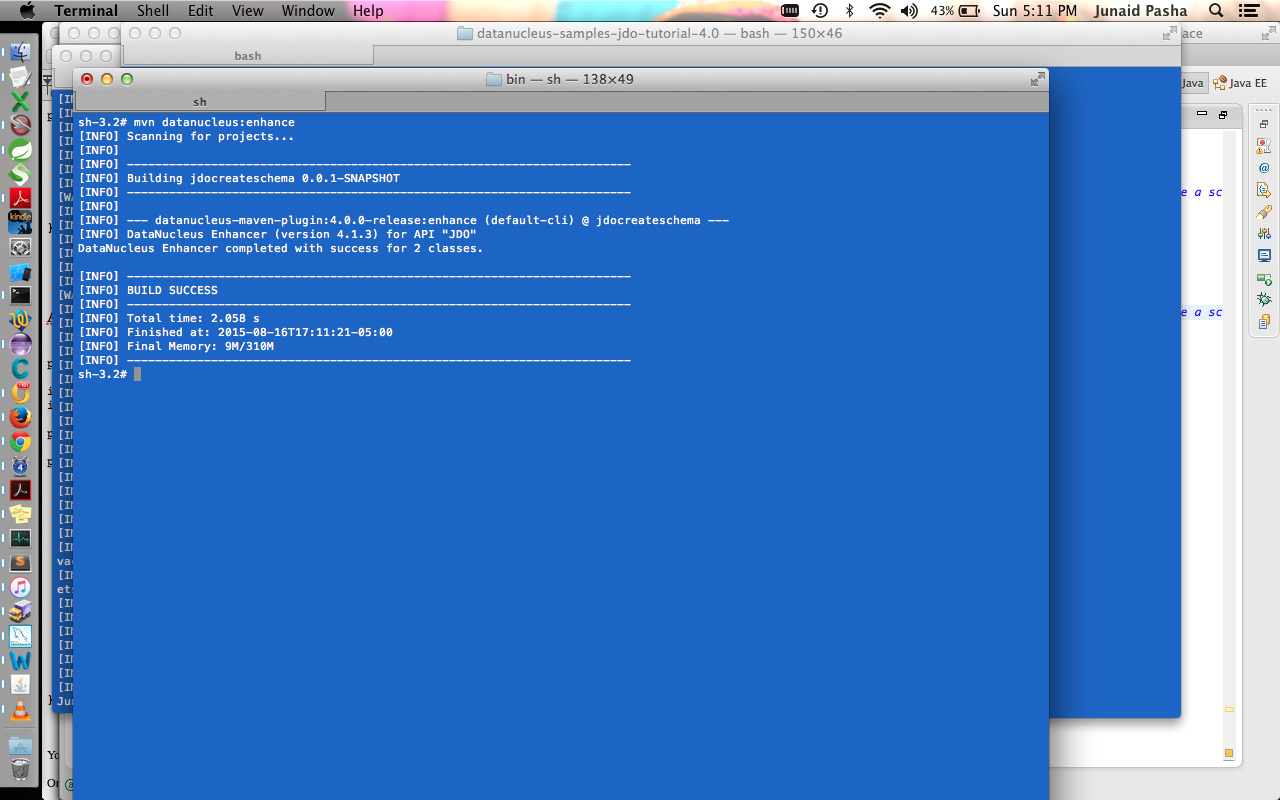 Terminal Shell Edit View Window Help 43% Sun 5:11 PM Junaid Pasha
datanucleus-samples-jdo-tutorial-4.0 — bash — 150×46
bash
bin — sh — 138×49
Java Java EE
sh
sh-3.2# mvn datanucleus:enhance
[INFO] Scanning for projects...
[INFO]
[INFO] ------------------------------------------------------------------------
[INFO] Building jdocreateschema 0.0.1-SNAPSHOT
[INFO] ------------------------------------------------------------------------
[INFO]
[INFO] --- datanucleus-maven-plugin:4.0.0-release:enhance (default-cli) @ jdocreateschema ---
[INFO] DataNucleus Enhancer (version 4.1.3) for API "JDO"
DataNucleus Enhancer completed with success for 2 classes.
[INFO] ------------------------------------------------------------------------
[INFO] BUILD SUCCESS
[INFO] ------------------------------------------------------------------------
[INFO] Total time: 2.058 s
[INFO] Finished at: 2015-08-16T17:11:21-05:00
[INFO] Final Memory: 9M/310M
[INFO] ------------------------------------------------------------------------
sh-3.2#
e a sc
e a sc
kindle